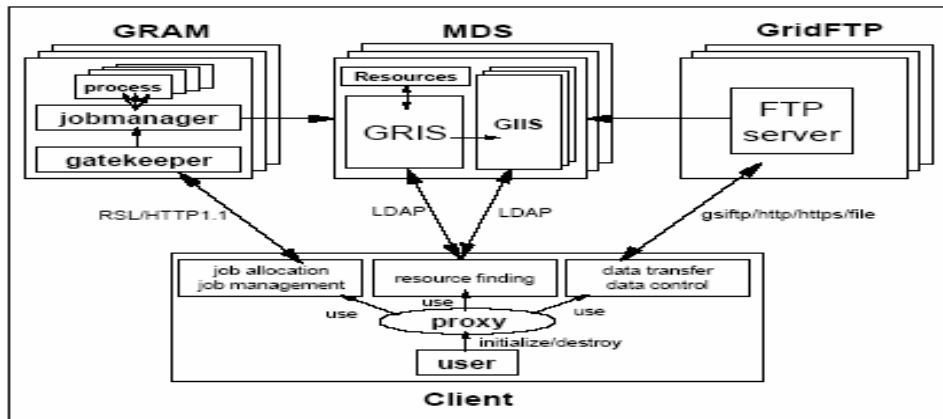 GRAM
MDS
GridFTP
process
jobmanager
gatekeeper
Resources
GRIS
GIIS
FTP
server
RSL/HTTP1.1
LDAP
LDAP
gsiftp/http/https/file
job allocation
job management
resource finding
data transfer
data control
use
use
use
proxy
initialize/destroy
user
Client